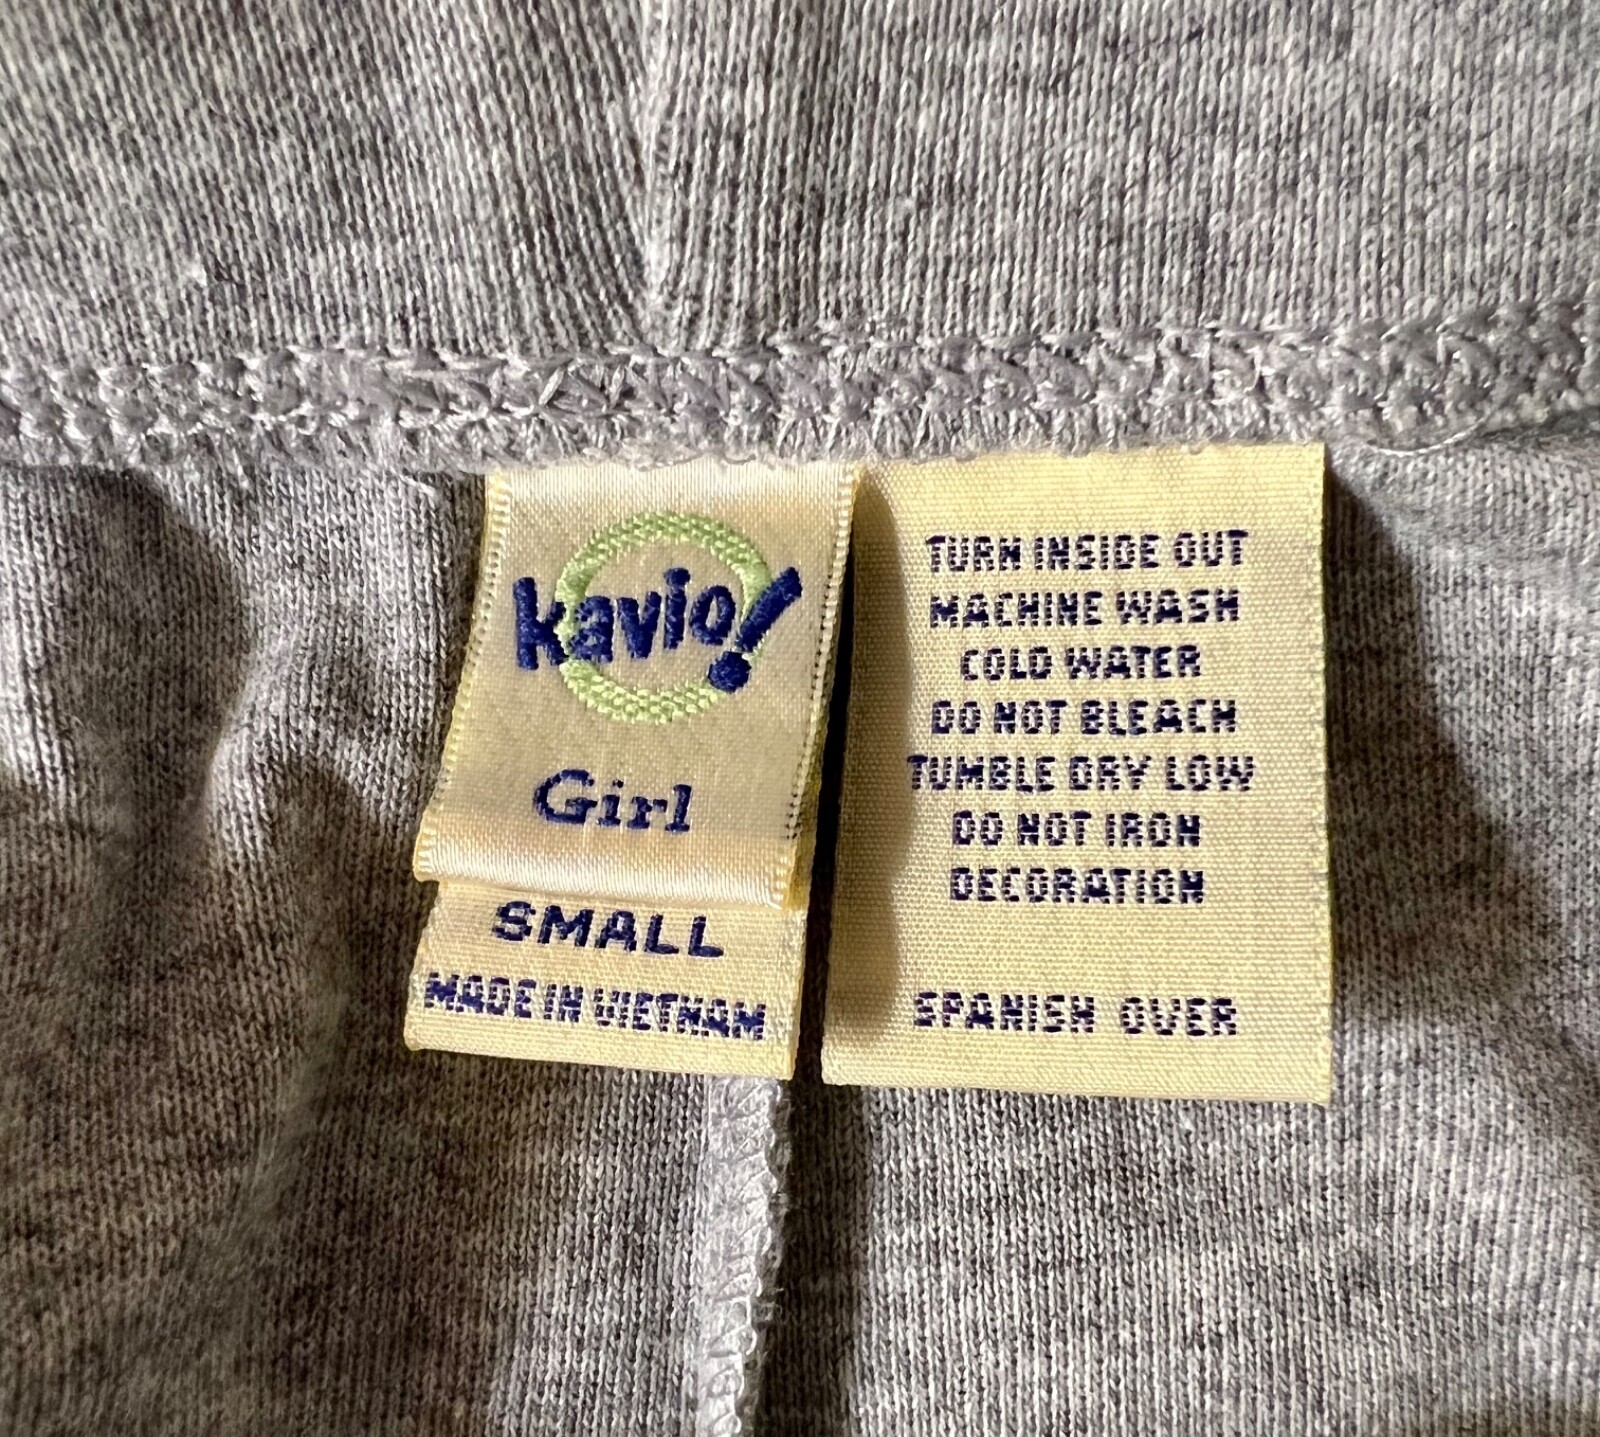 kavio!
Girl
SMALL
MADE IN VIETNAM
TURN INSIDE OUT
MACHINE WASH
COLD WATER
DO NOT BLEACH
TUMBLE DRY LOW
DO NOT IRON
DECORATION
SPANISH OVER